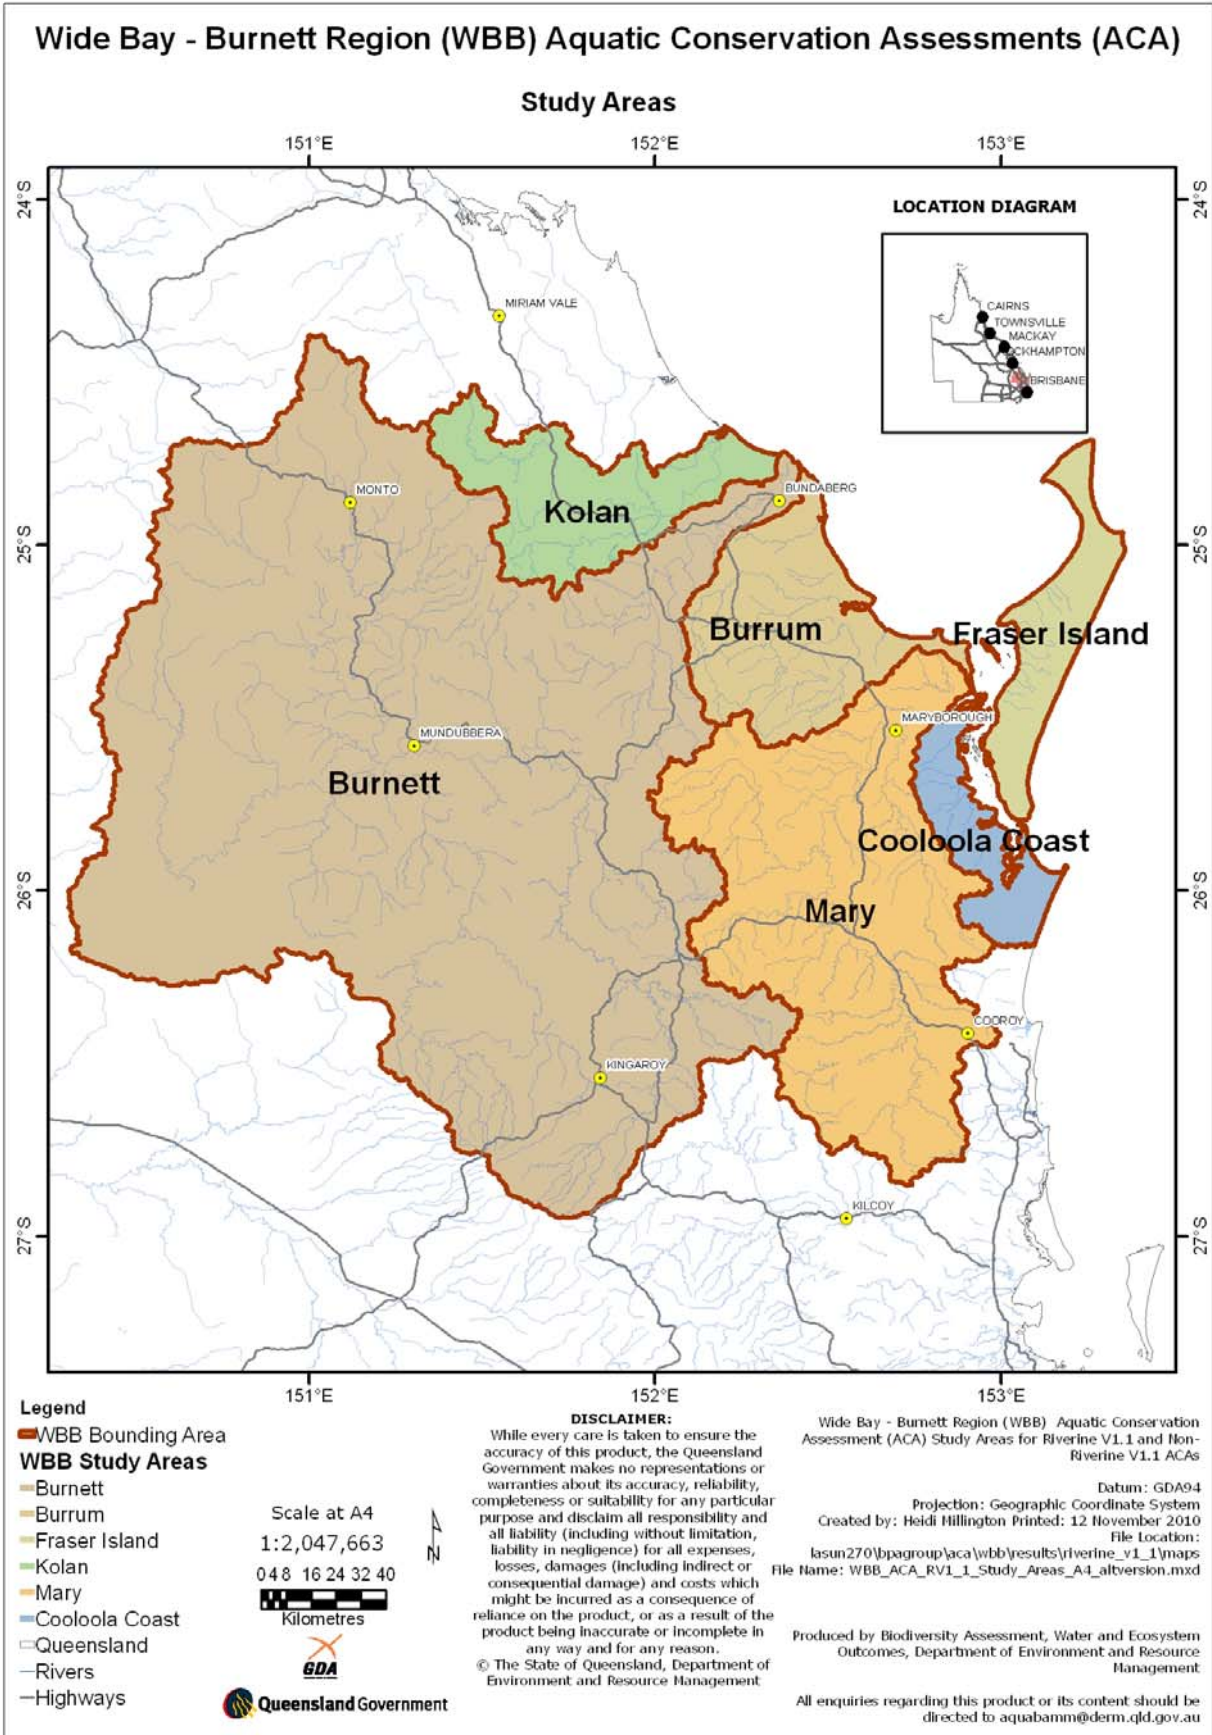 Wide Bay - Burnett Region (WBB) Aquatic Conservation Assessments (ACA)
Study Areas
151°E
152°E
153°E
24°S
24°S
LOCATION DIAGRAM
CAIRNS
TOWNSVILLE
MACKAY
OCKHAMPTON
BRISBANE
MIRIAM VALE
MONTO
BUNDABERG
Kolan
25°S
25°S
Burrum
Fraser Island
MARYBOROUGH
MUNDUBBERA
Burnett
Cooloola Coast
26°S
26°S
Mary
COOROY
KINGAROY
KILCOY
27°S
27°S
151°E
152°E
153°E
Legend
WBB Bounding Area
WBB Study Areas
Burnett
Burrum
Fraser Island
Kolan
Mary
Cooloola Coast
Queensland
Rivers
Highways
Scale at A4
1:2,047,663
N
0 4 8 16 24 32 40
Kilometres
GDA
Queensland Government
DISCLAIMER:
While every care is taken to ensure the
accuracy of this product, the Queensland
Government makes no representations or
warranties about its accuracy, reliability,
completeness or suitability for any particular
purpose and disclaim all responsibility and
all liability (including without limitation,
liability in negligence) for all expenses,
losses, damages (including indirect or
consequential damage) and costs which
might be incurred as a consequence of
reliance on the product, or as a result of the
product being inaccurate or incomplete in
any way and for any reason.
© The State of Queensland, Department of
Environment and Resource Management
Wide Bay - Burnett Region (WBB) Aquatic Conservation
Assessment (ACA) Study Areas for Riverine V1.1 and Non-
Riverine V1.1 ACAs
Datum: GDA94
Projection: Geographic Coordinate System
Created by: Heidi Millington Printed: 12 November 2010
File Location:
lasun270\bpagroup\aca\wbb\results\riverine_v1_1\maps
File Name: WBB_ACA_RV1_1_Study_Areas_A4_altversion.mxd
Produced by Biodiversity Assessment, Water and Ecosystem
Outcomes, Department of Environment and Resource
Management
All enquiries regarding this product or its content should be
directed to aquabamm@derm.qld.gov.au